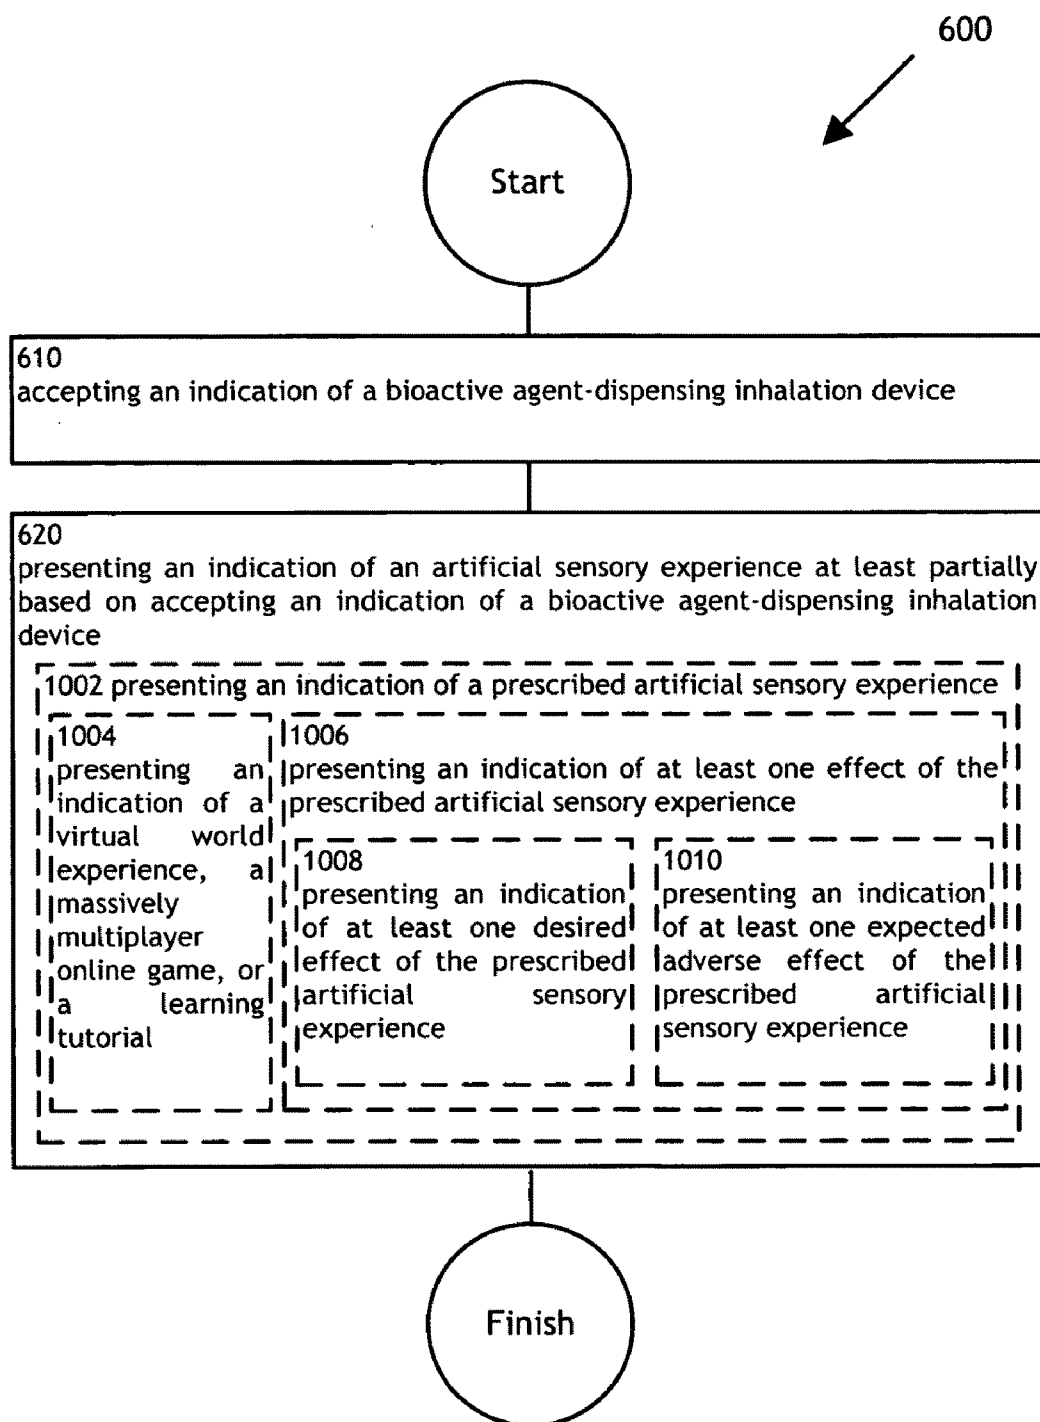 600
Start
610
accepting an indication of a bioactive agent-dispensing inhalation device
620
presenting an indication of an artificial sensory experience at least partially
based on accepting an indication of a bioactive agent-dispensing inhalation
device
1002 presenting an indication of a prescribed artificial sensory experience
1004
presenting an
indication of a
virtual world
experience, a
massively
multiplayer
online game, or
a learning
tutorial
1006
presenting an indication of at least one effect of the
prescribed artificial sensory experience
1008
presenting an indication
of at least one desired
effect of the prescribed
artificial sensory
experience
1010
presenting an indication
of at least one expected
adverse effect of the
prescribed artificial
sensory experience
Finish